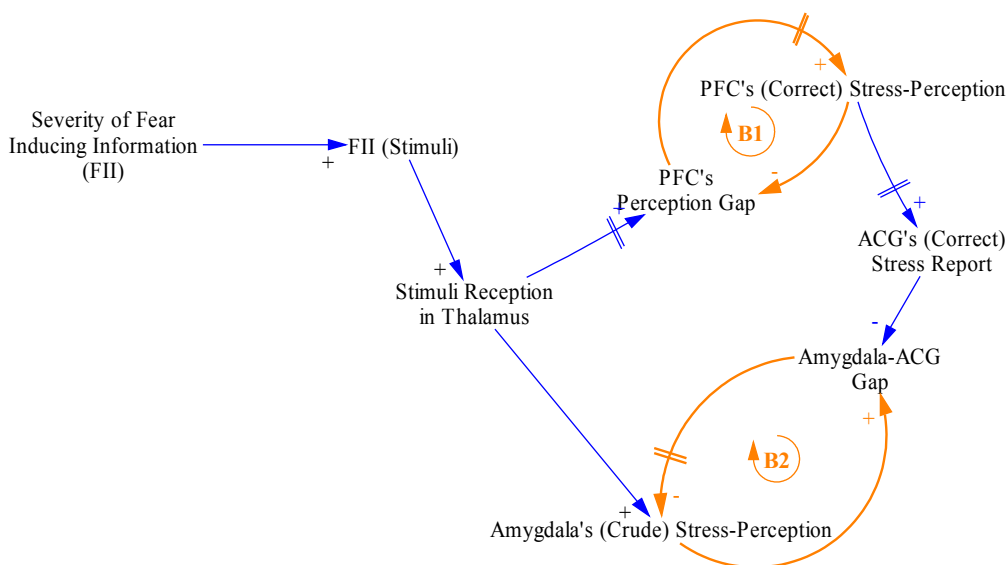 Severity of Fear
Inducing Information
(FII)
+
FII (Stimuli)
+
Stimuli Reception
in Thalamus
+
PFC's
Perception Gap
B1
+
PFC's (Correct) Stress-Perception
-
+
ACG's (Correct)
Stress Report
-
Amygdala-ACG
Gap
+
B2
-
+
Amygdala's (Crude) Stress-Perception